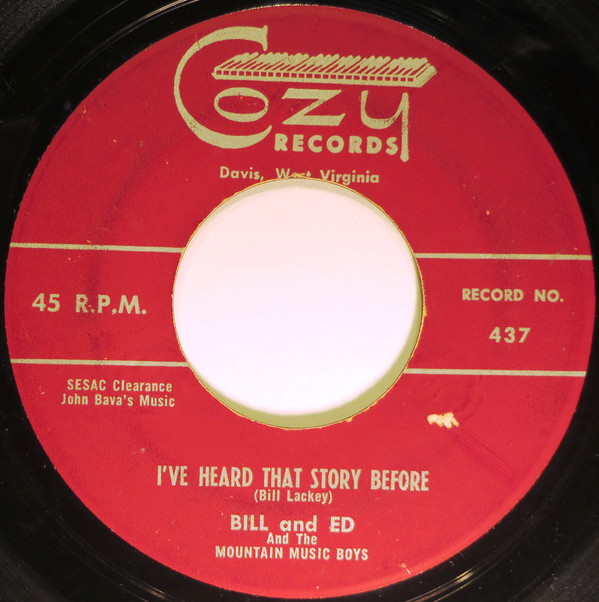 Cozy
RECORDS
Davis, West Virginia
45 R.P.M.
RECORD NO.
437
SESAC Clearance
John Bava's Music
I'VE HEARD THAT STORY BEFORE
(Bill Lackey)
BILL and ED
And The
MOUNTAIN MUSIC BOYS